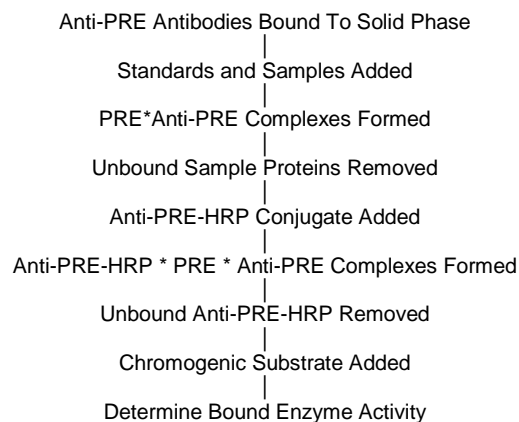 Anti-PRE Antibodies Bound To Solid Phase
Standards and Samples Added
PRE*Anti-PRE Complexes Formed
Unbound Sample Proteins Removed
Anti-PRE-HRP Conjugate Added
Anti-PRE-HRP * PRE * Anti-PRE Complexes Formed
Unbound Anti-PRE-HRP Removed
Chromogenic Substrate Added
Determine Bound Enzyme Activity